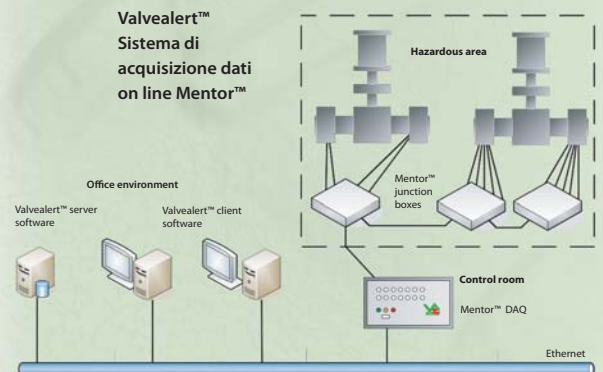 Valvealert™
Sistema di
acquisizione dati
on line Mentor™
Hazardous area
Mentor™
junction
boxes
Office environment
Valvealert™ server
software
Valvealert™ client
software
Control room
Mentor™ DAQ
Ethernet